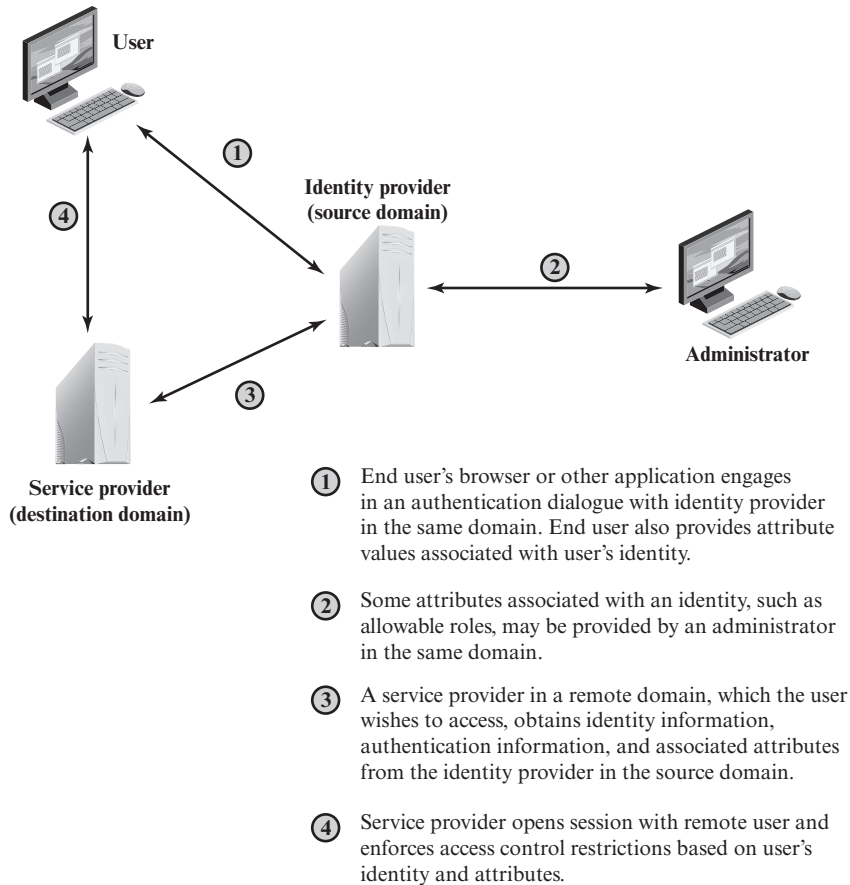 User
1
Identity provider
(source domain)
4
2
Administrator
3
Service provider
(destination domain)
1 End user's browser or other application engages
in an authentication dialogue with identity provider
in the same domain. End user also provides attribute
values associated with user's identity.
2 Some attributes associated with an identity, such as
allowable roles, may be provided by an administrator
in the same domain.
3 A service provider in a remote domain, which the user
wishes to access, obtains identity information,
authentication information, and associated attributes
from the identity provider in the source domain.
4 Service provider opens session with remote user and
enforces access control restrictions based on user's
identity and attributes.